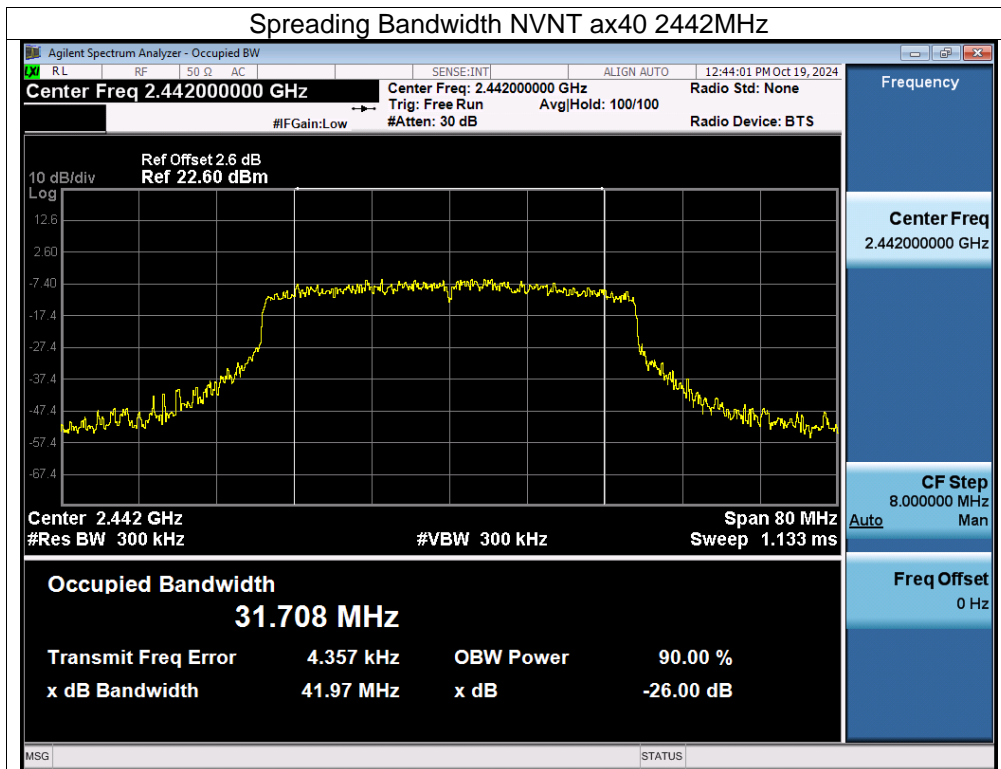 Spreading Bandwidth NVNT ax40 2442MHz
Agilent Spectrum Analyzer - Occupied BW
LXI RL RF 50 Ω AC SENSE:INT ALIGN AUTO 12:44:01 PM Oct 19, 2024
Center Freq 2.442000000 GHz Center Freq: 2.442000000 GHz Radio Std: None Frequency
Trig: Free Run Avg|Hold: 100/100
#IFGain:Low #Atten: 30 dB Radio Device: BTS
Ref Offset 2.6 dB
10 dB/div Ref 22.60 dBm
Log
12.6
Center Freq
2.442000000 GHz
2.60
-7.40
-17.4
-27.4
-37.4
-47.4
-57.4
-67.4
CF Step
8.000000 MHz
Auto Man
Center 2.442 GHz Span 80 MHz
#Res BW 300 kHz #VBW 300 kHz Sweep 1.133 ms
Freq Offset
0 Hz
Occupied Bandwidth
31.708 MHz
Transmit Freq Error 4.357 kHz OBW Power 90.00 %
x dB Bandwidth 41.97 MHz x dB -26.00 dB
MSG STATUS